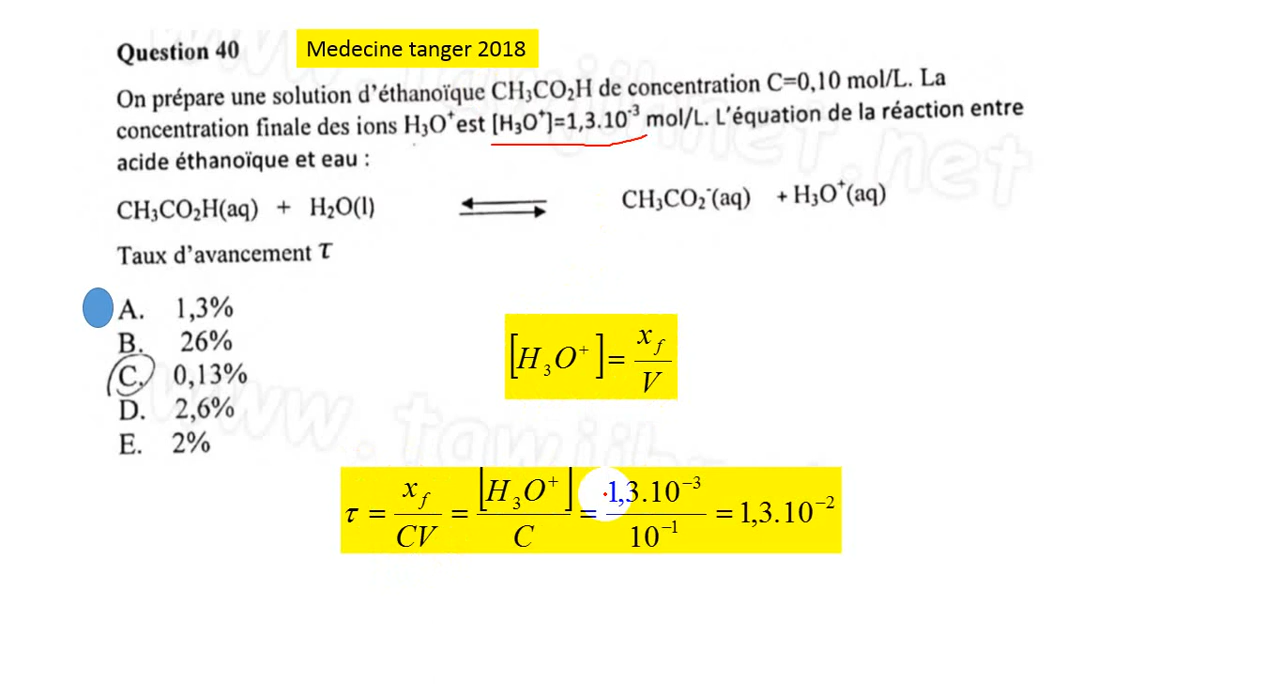 Question 40
Medecine tanger 2018
On prépare une solution d'éthanoïque CH₃CO₂H de concentration C=0,10 mol/L. La
concentration finale des ions H₃O⁺est [H₃O⁺]=1,3.10⁻³ mol/L. L'équation de la réaction entre
acide éthanoïque et eau :
CH₃CO₂H(aq) + H₂O(l) ⇌ CH₃CO₂⁻(aq) + H₃O⁺(aq)
Taux d'avancement τ
A. 1,3%
B. 26%
C. 0,13%
D. 2,6%
E. 2%
[H₃O⁺]= x_f / V
τ = x_f / CV = [H₃O⁺] / C = 1,3.10⁻³ / 10⁻¹ = 1,3.10⁻²